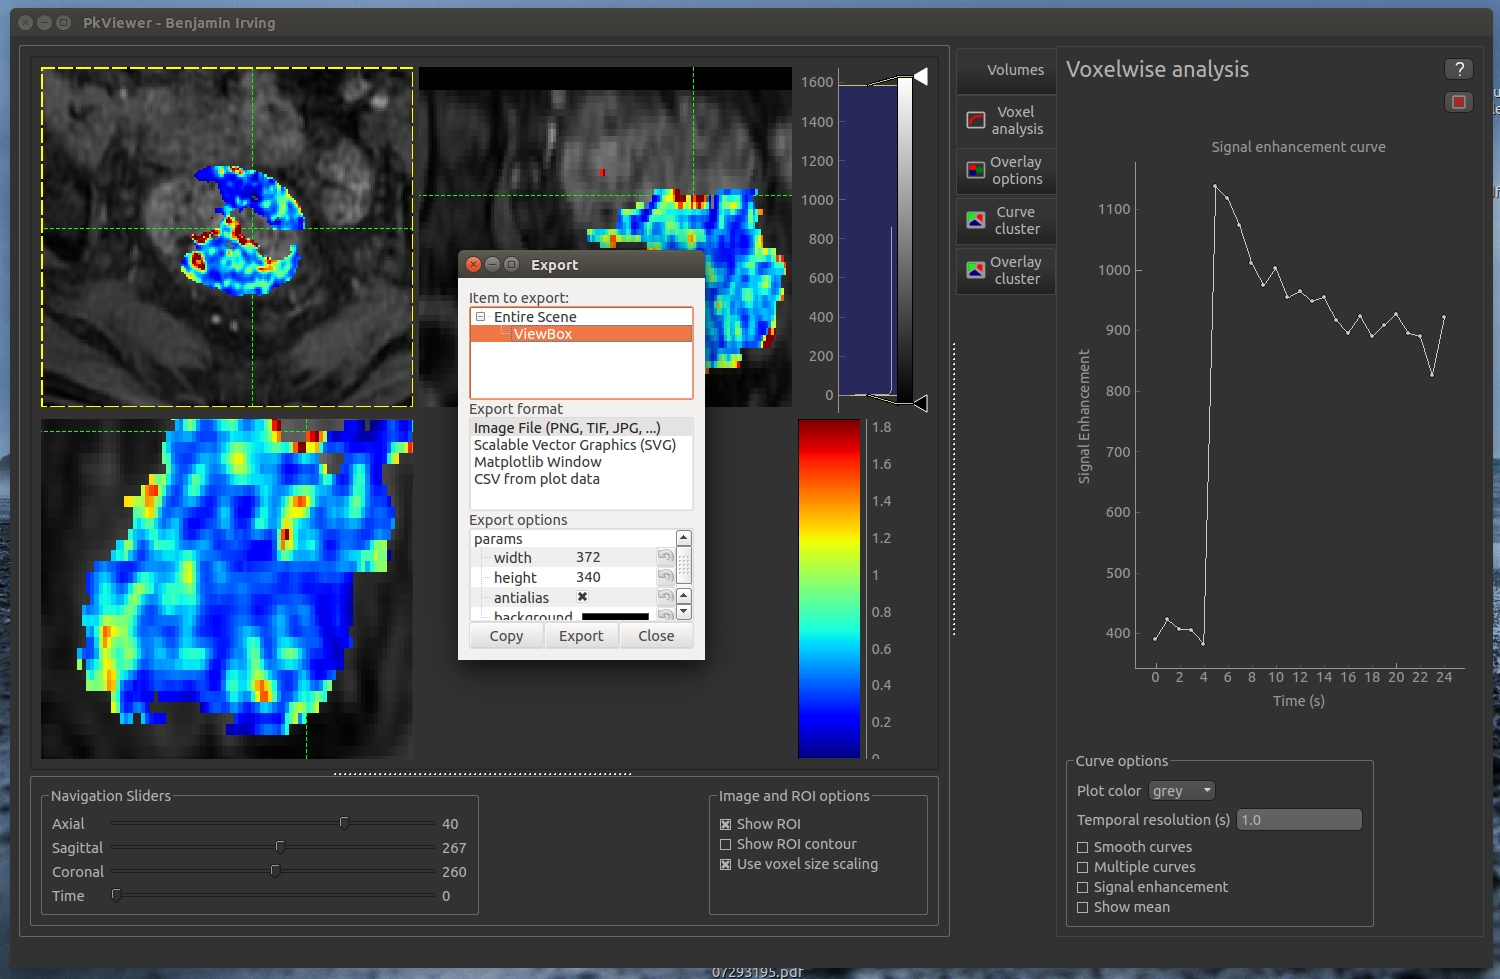 PkViewer - Benjamin Irving
1600
1400
1200
1000
800
600
400
200
0
1.8
1.6
1.4
1.2
1
0.8
0.6
0.4
0.2
0
Export
Item to export:
Entire Scene
ViewBox
Export format
Image File (PNG, TIF, JPG, ...)
Scalable Vector Graphics (SVG)
Matplotlib Window
CSV from plot data
Export options
params
width 372
height 340
antialias
background
Copy Export Close
Navigation Sliders
Axial 40
Sagittal 267
Coronal 260
Time 0
Image and ROI options
Show ROI
Show ROI contour
Use voxel size scaling
Volumes
Voxel
analysis
Overlay
options
Curve
cluster
Overlay
cluster
Voxelwise analysis
?
Signal enhancement curve
1100
1000
900
800
700
600
500
400
Signal Enhancement
0 2 4 6 8 10 12 14 16 18 20 22 24
Time (s)
Curve options
Plot color grey
Temporal resolution (s) 1.0
Smooth curves
Multiple curves
Signal enhancement
Show mean
07293195.pdf